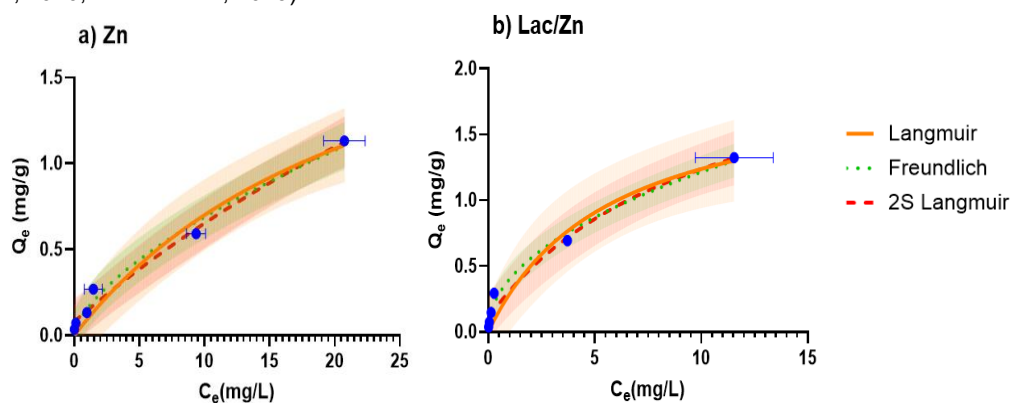 a) Zn
b) Lac/Zn
1.5
1.0
0.5
0.0
0 5 10 15 20 25
Qe (mg/g)
Ce(mg/L)
2.0
1.5
1.0
0.5
0.0
0 5 10 15
Qe (mg/g)
Ce(mg/L)
Langmuir
Freundlich
2S Langmuir